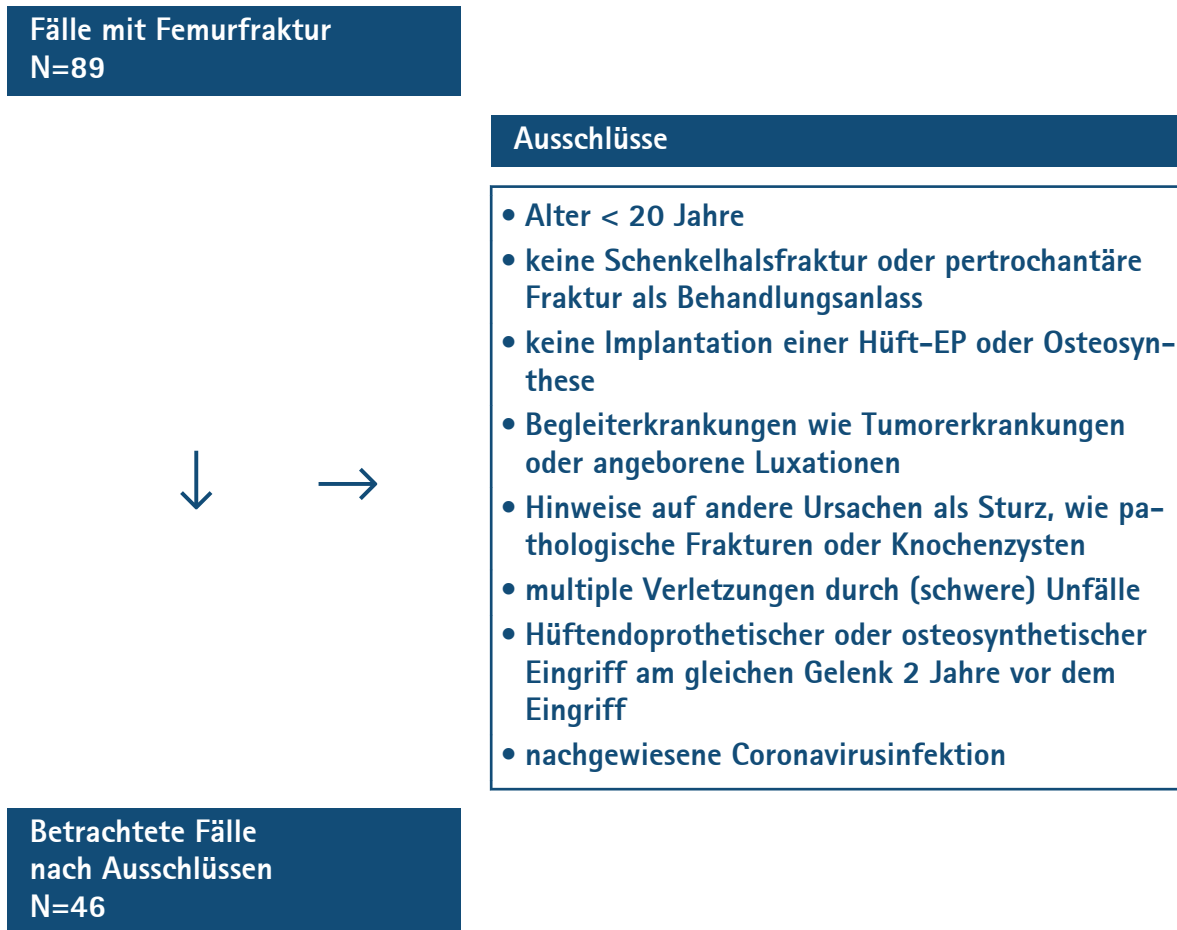 Fälle mit Femurfraktur
N=89
Ausschlüsse
• Alter < 20 Jahre
• keine Schenkelhalsfraktur oder pertrochantäre
Fraktur als Behandlungsanlass
• keine Implantation einer Hüft-EP oder Osteosyn-
these
• Begleiterkrankungen wie Tumorerkrankungen
oder angeborene Luxationen
• Hinweise auf andere Ursachen als Sturz, wie pa-
thologische Frakturen oder Knochenzysten
• multiple Verletzungen durch (schwere) Unfälle
• Hüftendoprothetischer oder osteosynthetischer
Eingriff am gleichen Gelenk 2 Jahre vor dem
Eingriff
• nachgewiesene Coronavirusinfektion
Betrachtete Fälle
nach Ausschlüssen
N=46